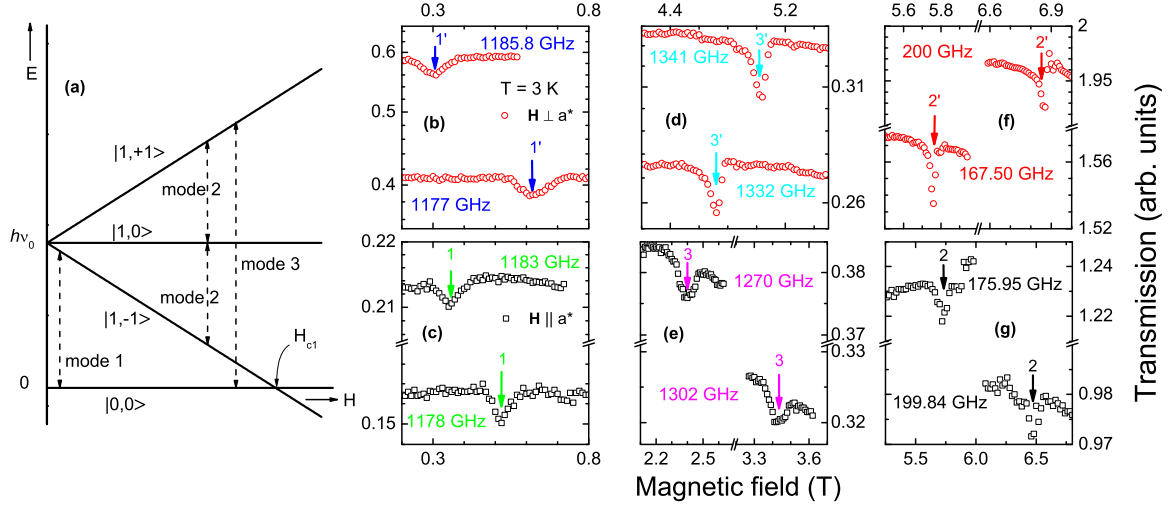 E
(a)
|1,+1>
mode 2
hν0
|1,0>
mode 3
mode 2
|1,-1>
mode 1
Hc1
0
|0,0>
H
0.3 0.8
0.6
0.5
0.4
1'
1185.8 GHz
T = 3 K
(b)
H ⊥ a*
1'
1177 GHz
0.22
0.21
0.15
1
1183 GHz
(c)
H || a*
1
1178 GHz
0.3 0.8
4.4 5.2
3'
1341 GHz
0.31
(d)
3'
1332 GHz
0.26
3
1270 GHz
0.38
0.37
(e)
0.33
3
1302 GHz
0.32
2.2 2.5 3.3 3.6
5.5 5.8 6.6 6.9
2
200 GHz
2'
1.95
2'
(f)
1.56
167.50 GHz
1.52
1.24
2
175.95 GHz
1.22
(g)
2
0.98
199.84 GHz
0.97
5.5 6.0 6.5
Magnetic field (T)
Transmission (arb. units)